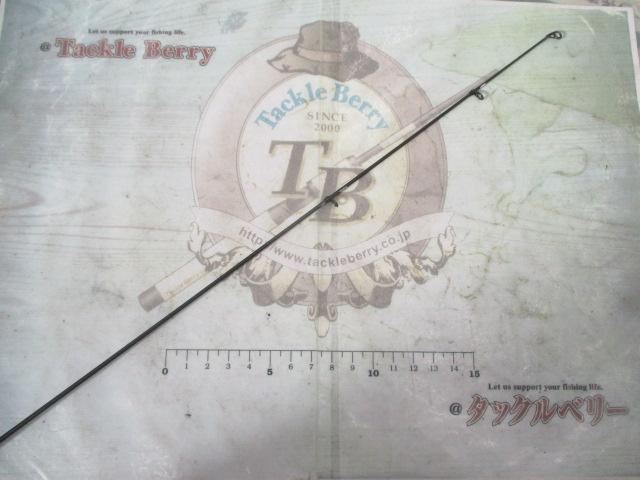 Let us support your fishing life.
@ Tackle Berry
Tackle Berry
SINCE
2000
TB
http://www.tackleberry.co.jp
0 1 2 3 4 5 6 7 8 9 10 11 12 13 14 15
Let us support your fishing life.
@ タックルベリー